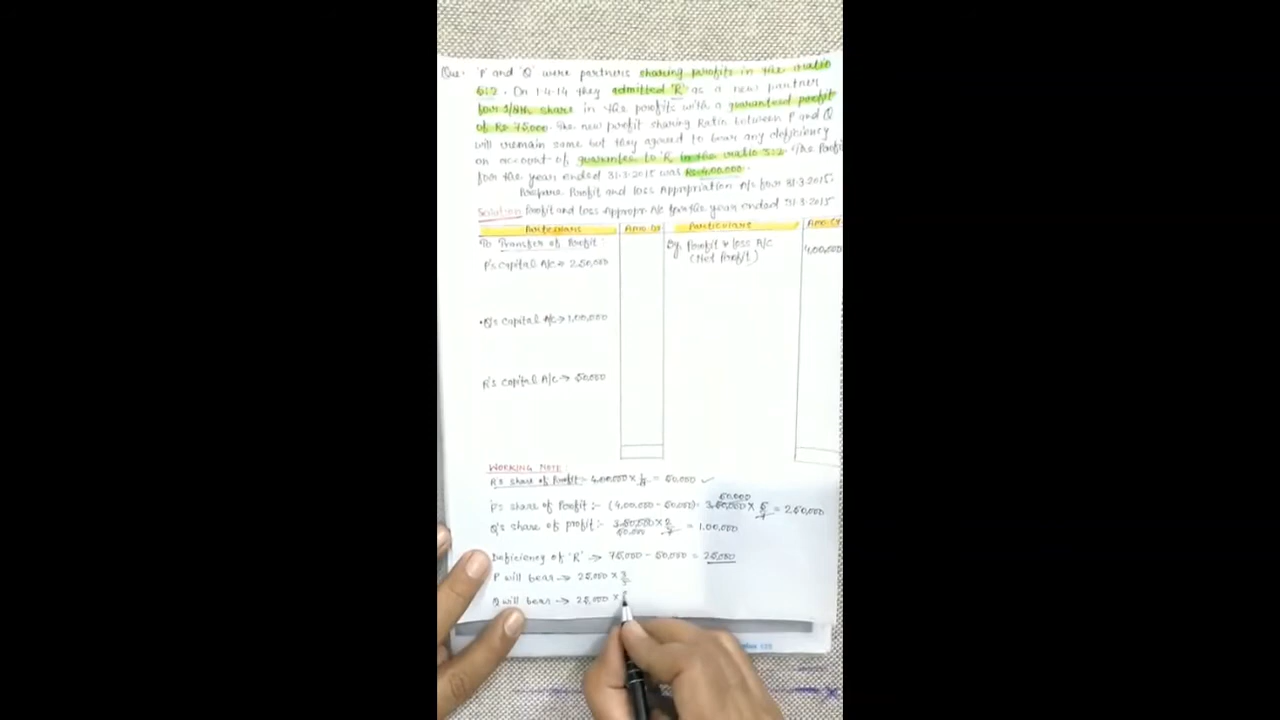 Que. 'P' and 'Q' were partners sharing profits in the ratio
5:2. On 1.4.14 they admitted 'R' as a new partner
for 1/8th share in the profits with a guaranteed profit
of Rs 75,000. The new profit sharing Ratio between P and Q
will remain same but they agreed to bear any deficiency
on account of guarantee to 'R' in the ratio 3:2. The Profit
for the year ended 31.3.2015 was Rs 4,00,000.
Prepare Profit and loss Appropriation A/c for 31.3.2015.
Solution Profit and loss Appropn A/c for the year ended 31.3.2015
Particulars Amo. Particulars Amo.
To Transfer of Profit: By Profit & loss A/c 4,00,000
P's Capital A/c → 250,000 (Net Profit)
Q's Capital A/c → 1,00,000
R's Capital A/c → 50,000
WORKING NOTE:
R's share of Profit:- 4,00,000 × 1/8 = 50,000 ✓
50,000
P's share of Profit:- (4,00,000 - 50,000)= 3,50,000 × 5/7 = 250,000
Q's share of profit:- 3,50,000 × 2/7 = 1,00,000
50,000
Deficiency of 'R' → 75,000 - 50,000 = 25,000
P will bear → 25,000 × 3/5
Q will bear → 25,000 ×